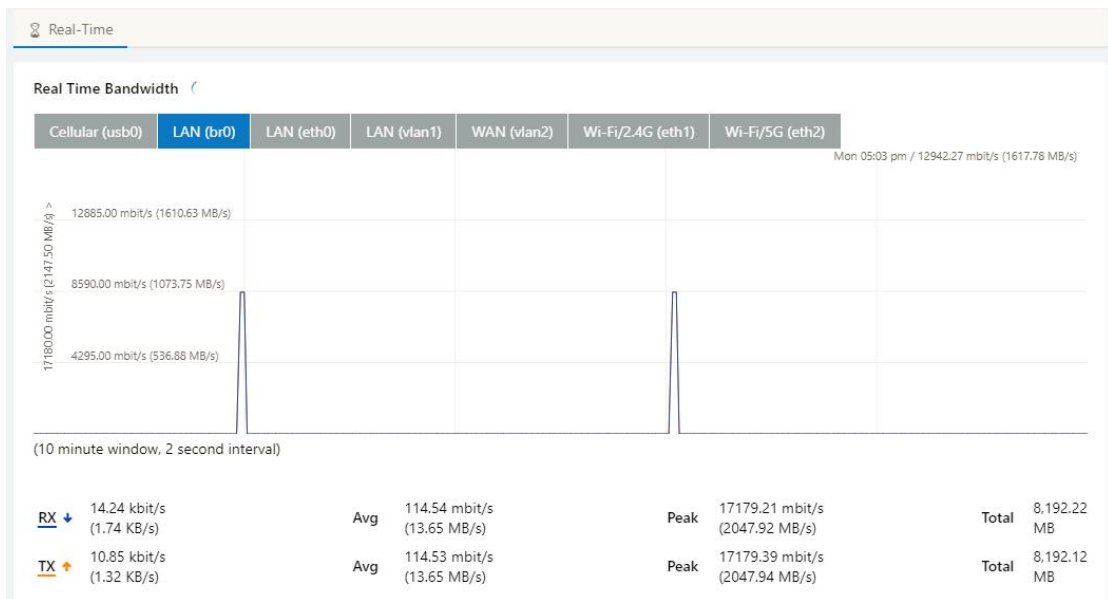 Real-Time
Real Time Bandwidth
Cellular (usb0) LAN (br0) LAN (eth0) LAN (vlan1) WAN (vlan2) Wi-Fi/2.4G (eth1) Wi-Fi/5G (eth2)
Mon 05:03 pm / 12942.27 mbit/s (1617.78 MB/s)
17180.00 mbit/s (2147.50 MB/s) >
12885.00 mbit/s (1610.63 MB/s)
8590.00 mbit/s (1073.75 MB/s)
4295.00 mbit/s (536.88 MB/s)
(10 minute window, 2 second interval)
RX 14.24 kbit/s Avg 114.54 mbit/s Peak 17179.21 mbit/s Total 8,192.22
(1.74 KB/s) (13.65 MB/s) (2047.92 MB/s) MB
TX 10.85 kbit/s Avg 114.53 mbit/s Peak 17179.39 mbit/s Total 8,192.12
(1.32 KB/s) (13.65 MB/s) (2047.94 MB/s) MB